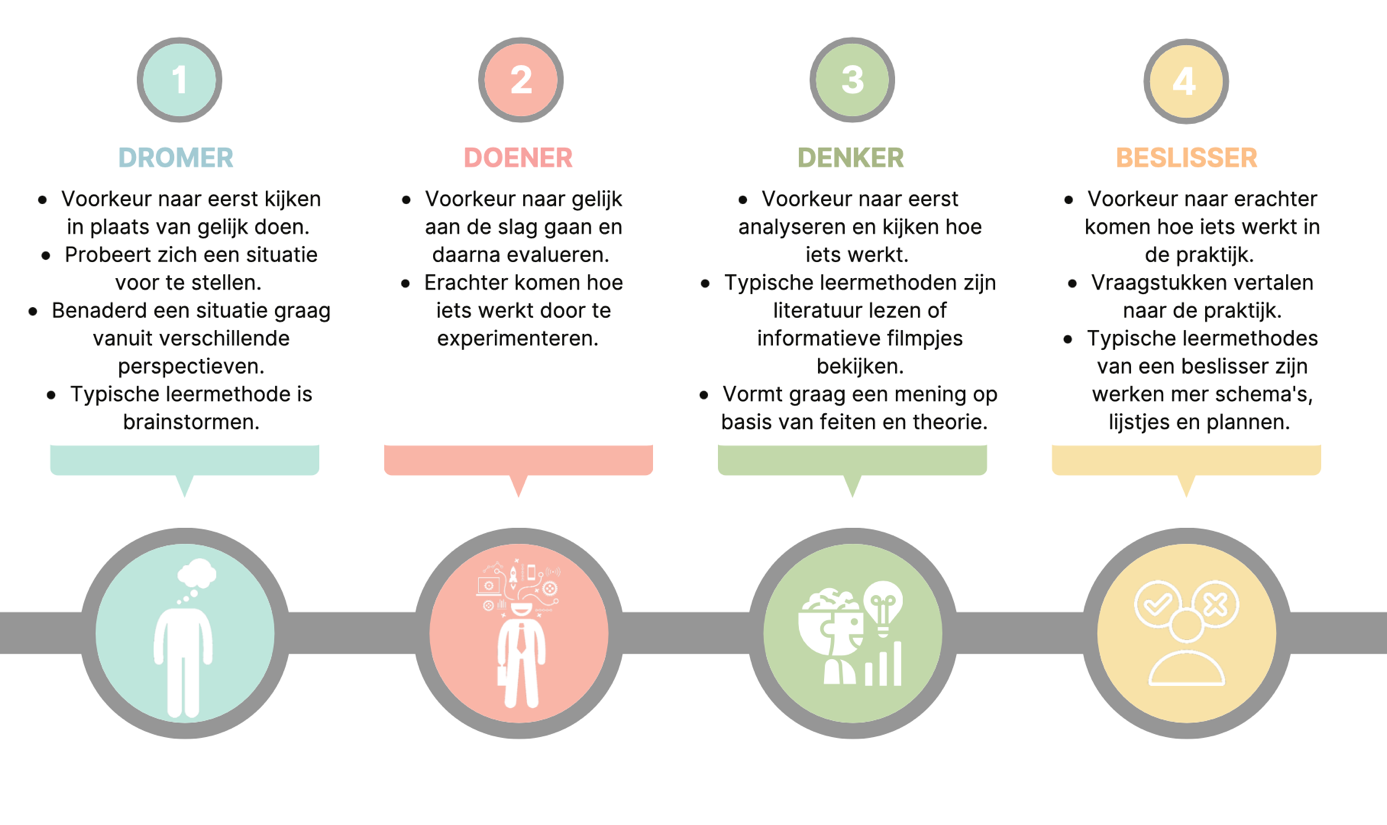 1
DROMER
• Voorkeur naar eerst kijken
in plaats van gelijk doen.
• Probeert zich een situatie
voor te stellen.
• Benaderd een situatie graag
vanuit verschillende
perspectieven.
• Typische leermethode is
brainstormen.
2
DOENER
• Voorkeur naar gelijk
aan de slag gaan en
daarna evalueren.
• Erachter komen hoe
iets werkt door te
experimenteren.
3
DENKER
• Voorkeur naar eerst
analyseren en kijken hoe
iets werkt.
• Typische leermethoden zijn
literatuur lezen of
informatieve filmpjes
bekijken.
• Vormt graag een mening op
basis van feiten en theorie.
4
BESLISSER
• Voorkeur naar erachter
komen hoe iets werkt in
de praktijk.
• Vraagstukken vertalen
naar de praktijk.
• Typische leermethodes
van een beslisser zijn
werken mer schema's,
lijstjes en plannen.